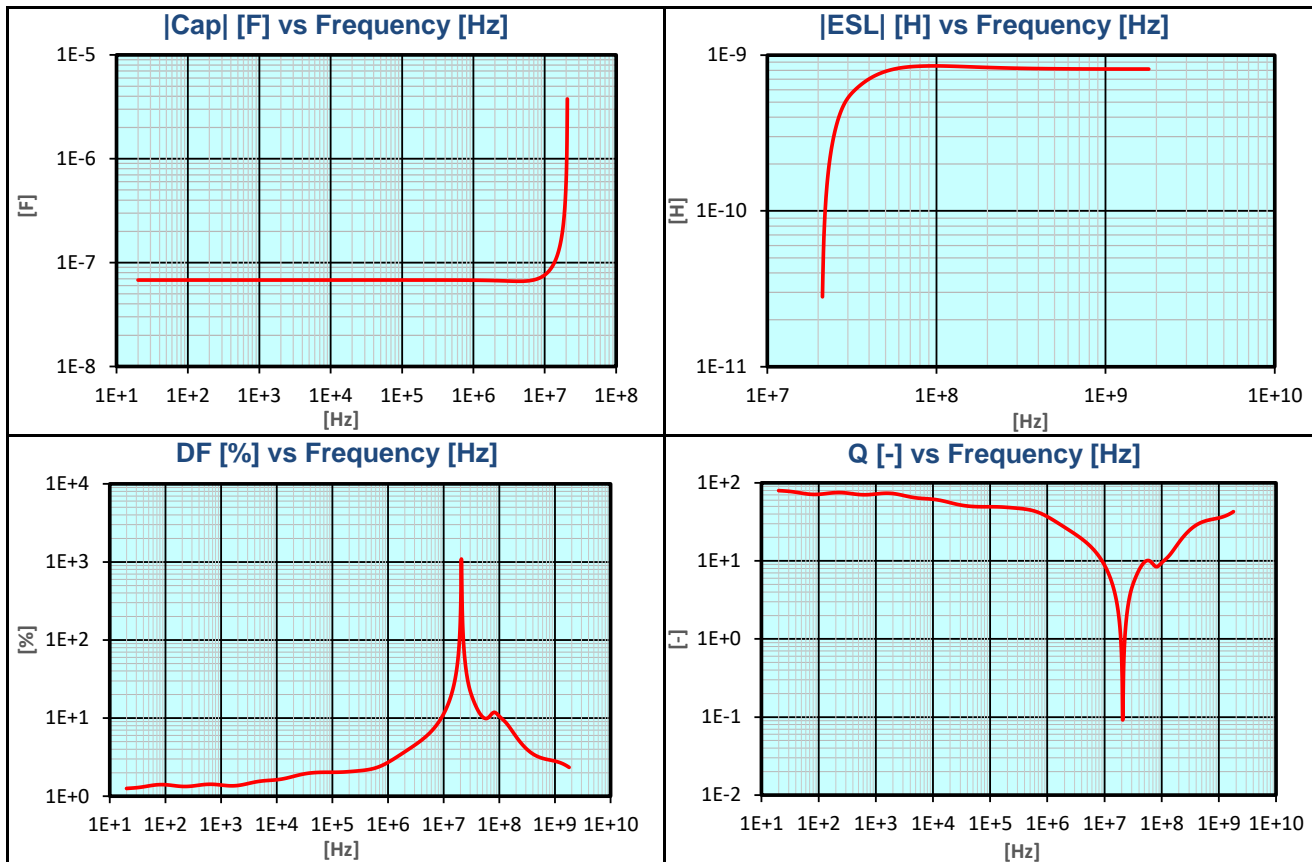 |Cap| [F] vs Frequency [Hz]
1E-5
1E-6
1E-7
1E-8
[F]
1E+1 1E+2 1E+3 1E+4 1E+5 1E+6 1E+7 1E+8
[Hz]
|ESL| [H] vs Frequency [Hz]
1E-9
1E-10
1E-11
[H]
1E+7 1E+8 1E+9 1E+10
[Hz]
DF [%] vs Frequency [Hz]
1E+4
1E+3
1E+2
1E+1
1E+0
[%]
1E+1 1E+2 1E+3 1E+4 1E+5 1E+6 1E+7 1E+8 1E+9 1E+10
[Hz]
Q [-] vs Frequency [Hz]
1E+2
1E+1
1E+0
1E-1
1E-2
[-]
1E+1 1E+2 1E+3 1E+4 1E+5 1E+6 1E+7 1E+8 1E+9 1E+10
[Hz]